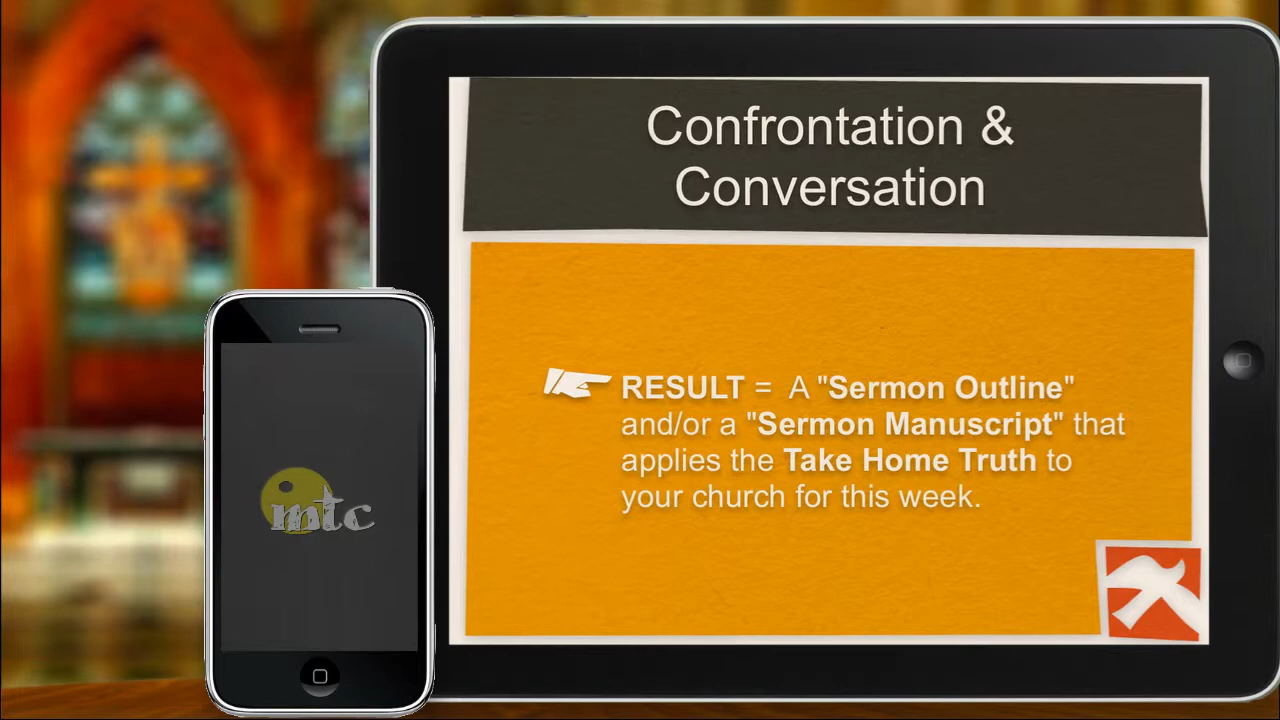 Confrontation &
Conversation
RESULT = A "Sermon Outline"
and/or a "Sermon Manuscript" that
applies the Take Home Truth to
your church for this week.
mtc